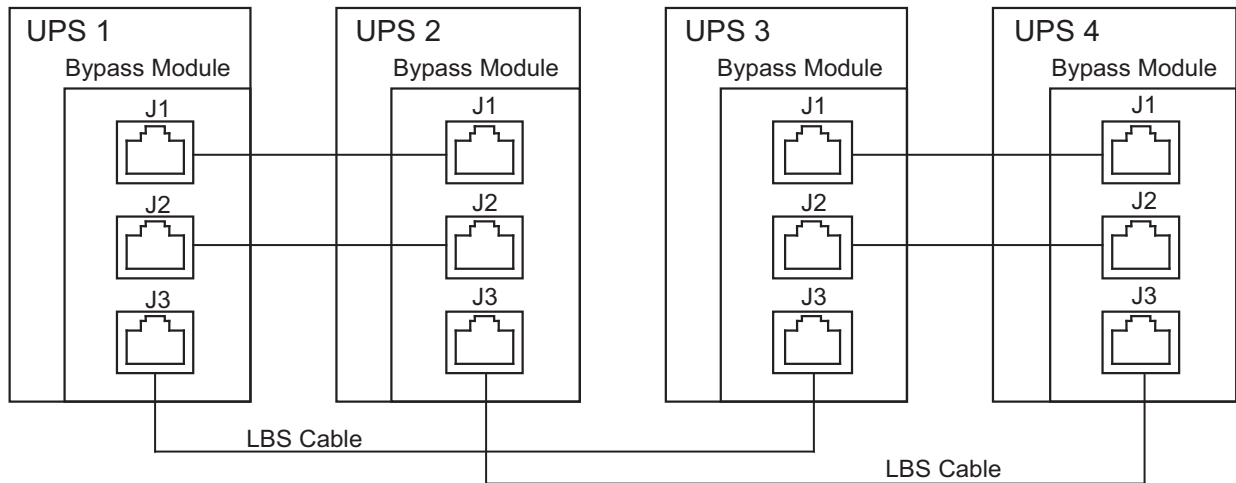 UPS 1
Bypass Module
J1
J2
J3
UPS 2
Bypass Module
J1
J2
J3
UPS 3
Bypass Module
J1
J2
J3
UPS 4
Bypass Module
J1
J2
J3
LBS Cable
LBS Cable